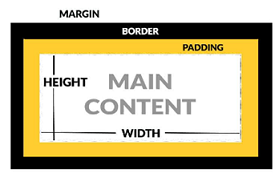 MARGIN
BORDER
PADDING
HEIGHT
MAIN
CONTENT
WIDTH